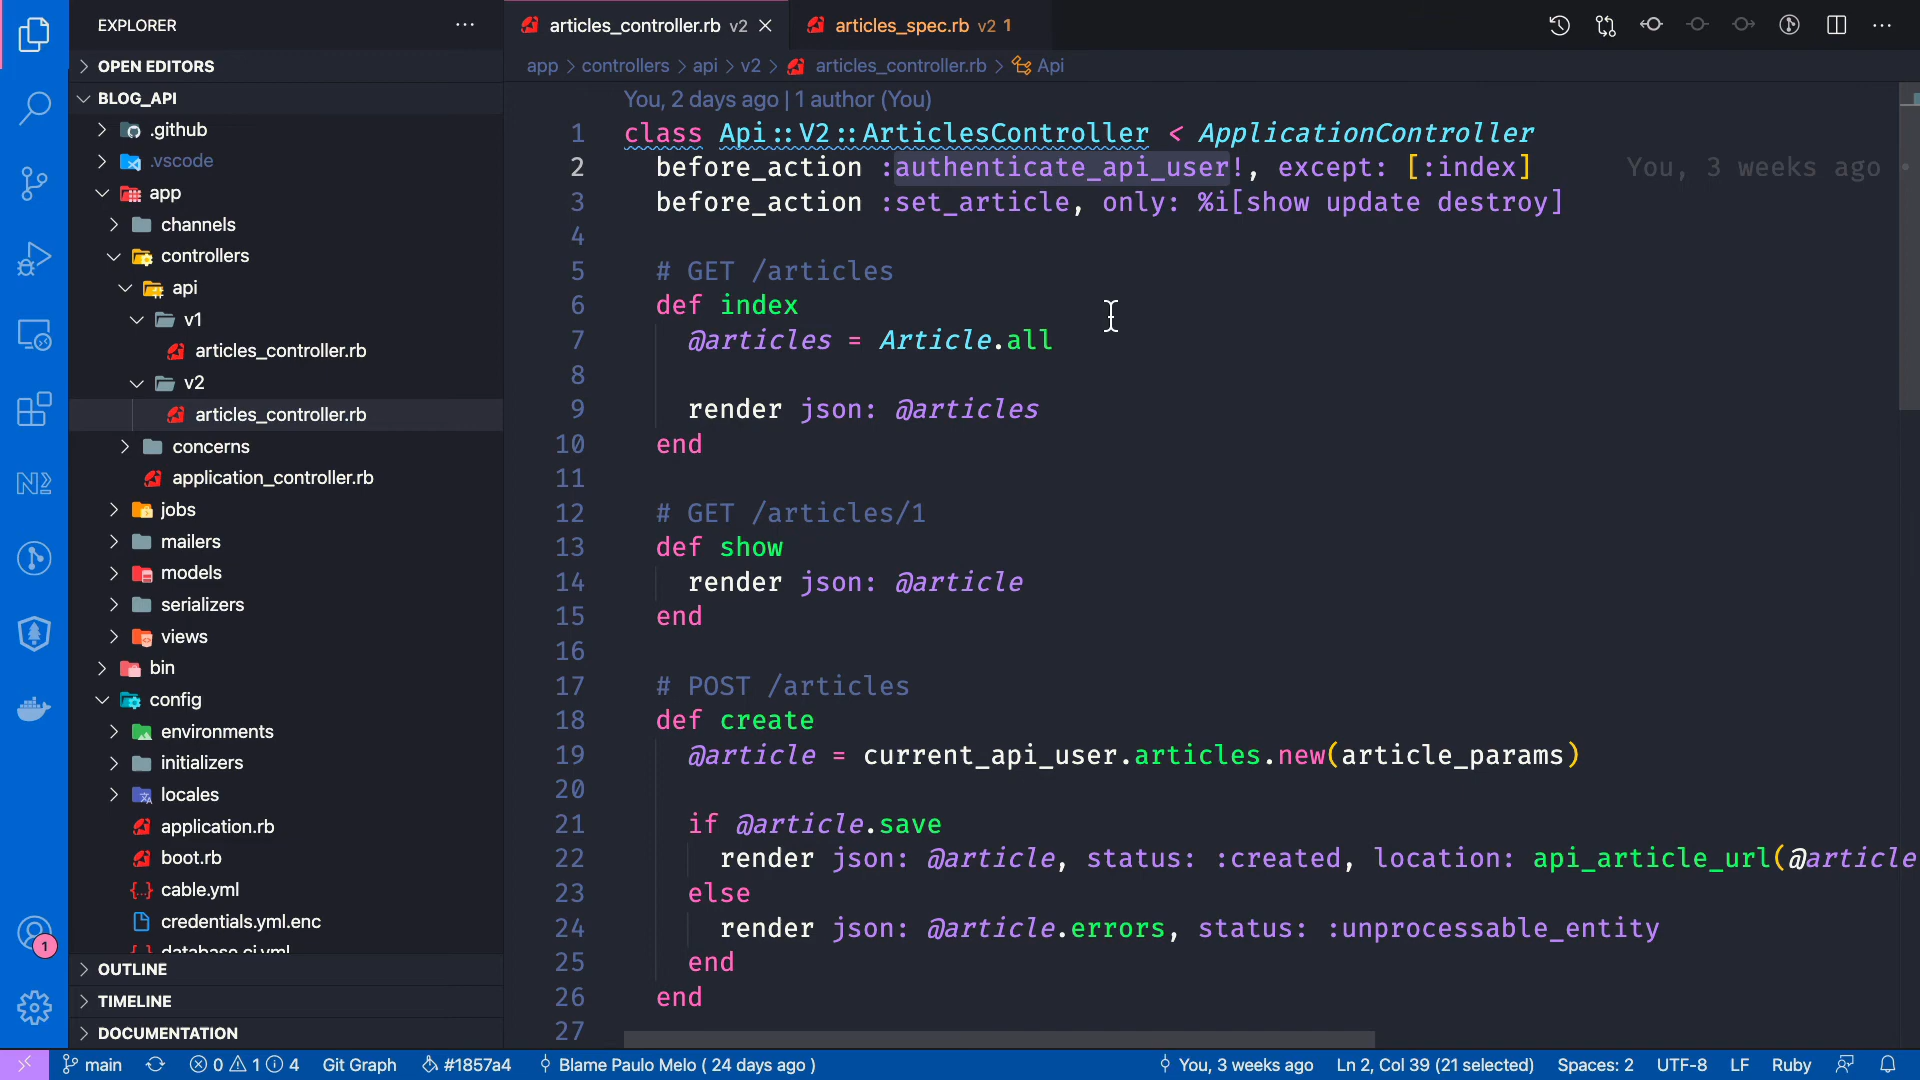 EXPLORER
OPEN EDITORS
BLOG_API
.github
.vscode
app
channels
controllers
api
v1
articles_controller.rb
v2
articles_controller.rb
concerns
application_controller.rb
jobs
mailers
models
serializers
views
bin
config
environments
initializers
locales
application.rb
boot.rb
cable.yml
credentials.yml.enc
database.ci.yml
OUTLINE
TIMELINE
DOCUMENTATION
1
articles_controller.rb v2
articles_spec.rb v2 1
app > controllers > api > v2 > articles_controller.rb > Api
You, 2 days ago | 1 author (You)
1 class Api::V2::ArticlesController < ApplicationController
2 before_action :authenticate_api_user!, except: [:index] You, 3 weeks ago •
3 before_action :set_article, only: %i[show update destroy]
4
5 # GET /articles
6 def index
7 @articles = Article.all
8
9 render json: @articles
10 end
11
12 # GET /articles/1
13 def show
14 render json: @article
15 end
16
17 # POST /articles
18 def create
19 @article = current_api_user.articles.new(article_params)
20
21 if @article.save
22 render json: @article, status: :created, location: api_article_url(@article
23 else
24 render json: @article.errors, status: :unprocessable_entity
25 end
26 end
27
main 0 1 4 Git Graph #1857a4 Blame Paulo Melo ( 24 days ago ) You, 3 weeks ago Ln 2, Col 39 (21 selected) Spaces: 2 UTF-8 LF Ruby